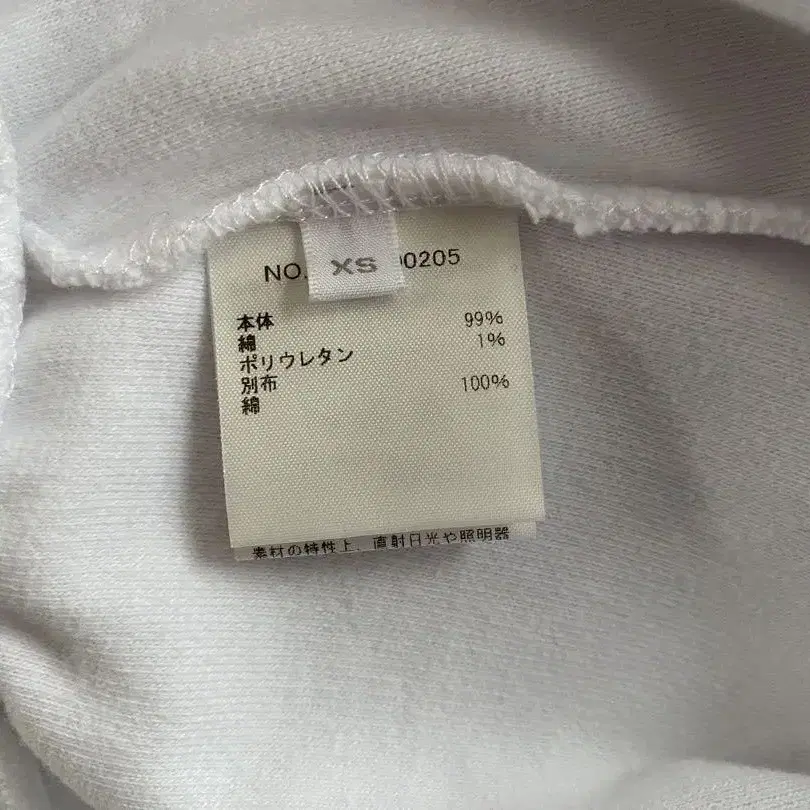 XS
NO. 00205
本体
綿 99%
ポリウレタン 1%
別布
綿 100%
素材の特性上、直射日光や照明器